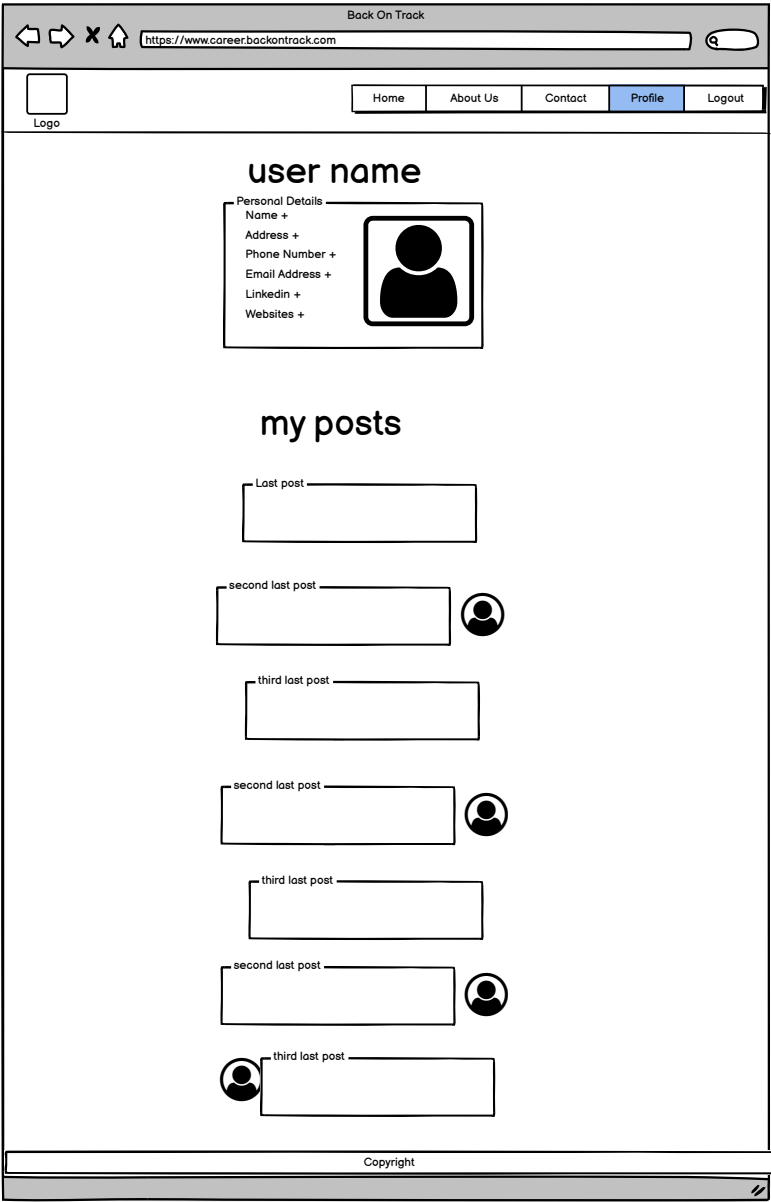 Back On Track
https://www.career.backontrack.com
Home About Us Contact Profile Logout
Logo
user name
Personal Details
Name +
Address +
Phone Number +
Email Address +
Linkedin +
Websites +
my posts
Last post
second last post
third last post
second last post
third last post
second last post
third last post
Copyright